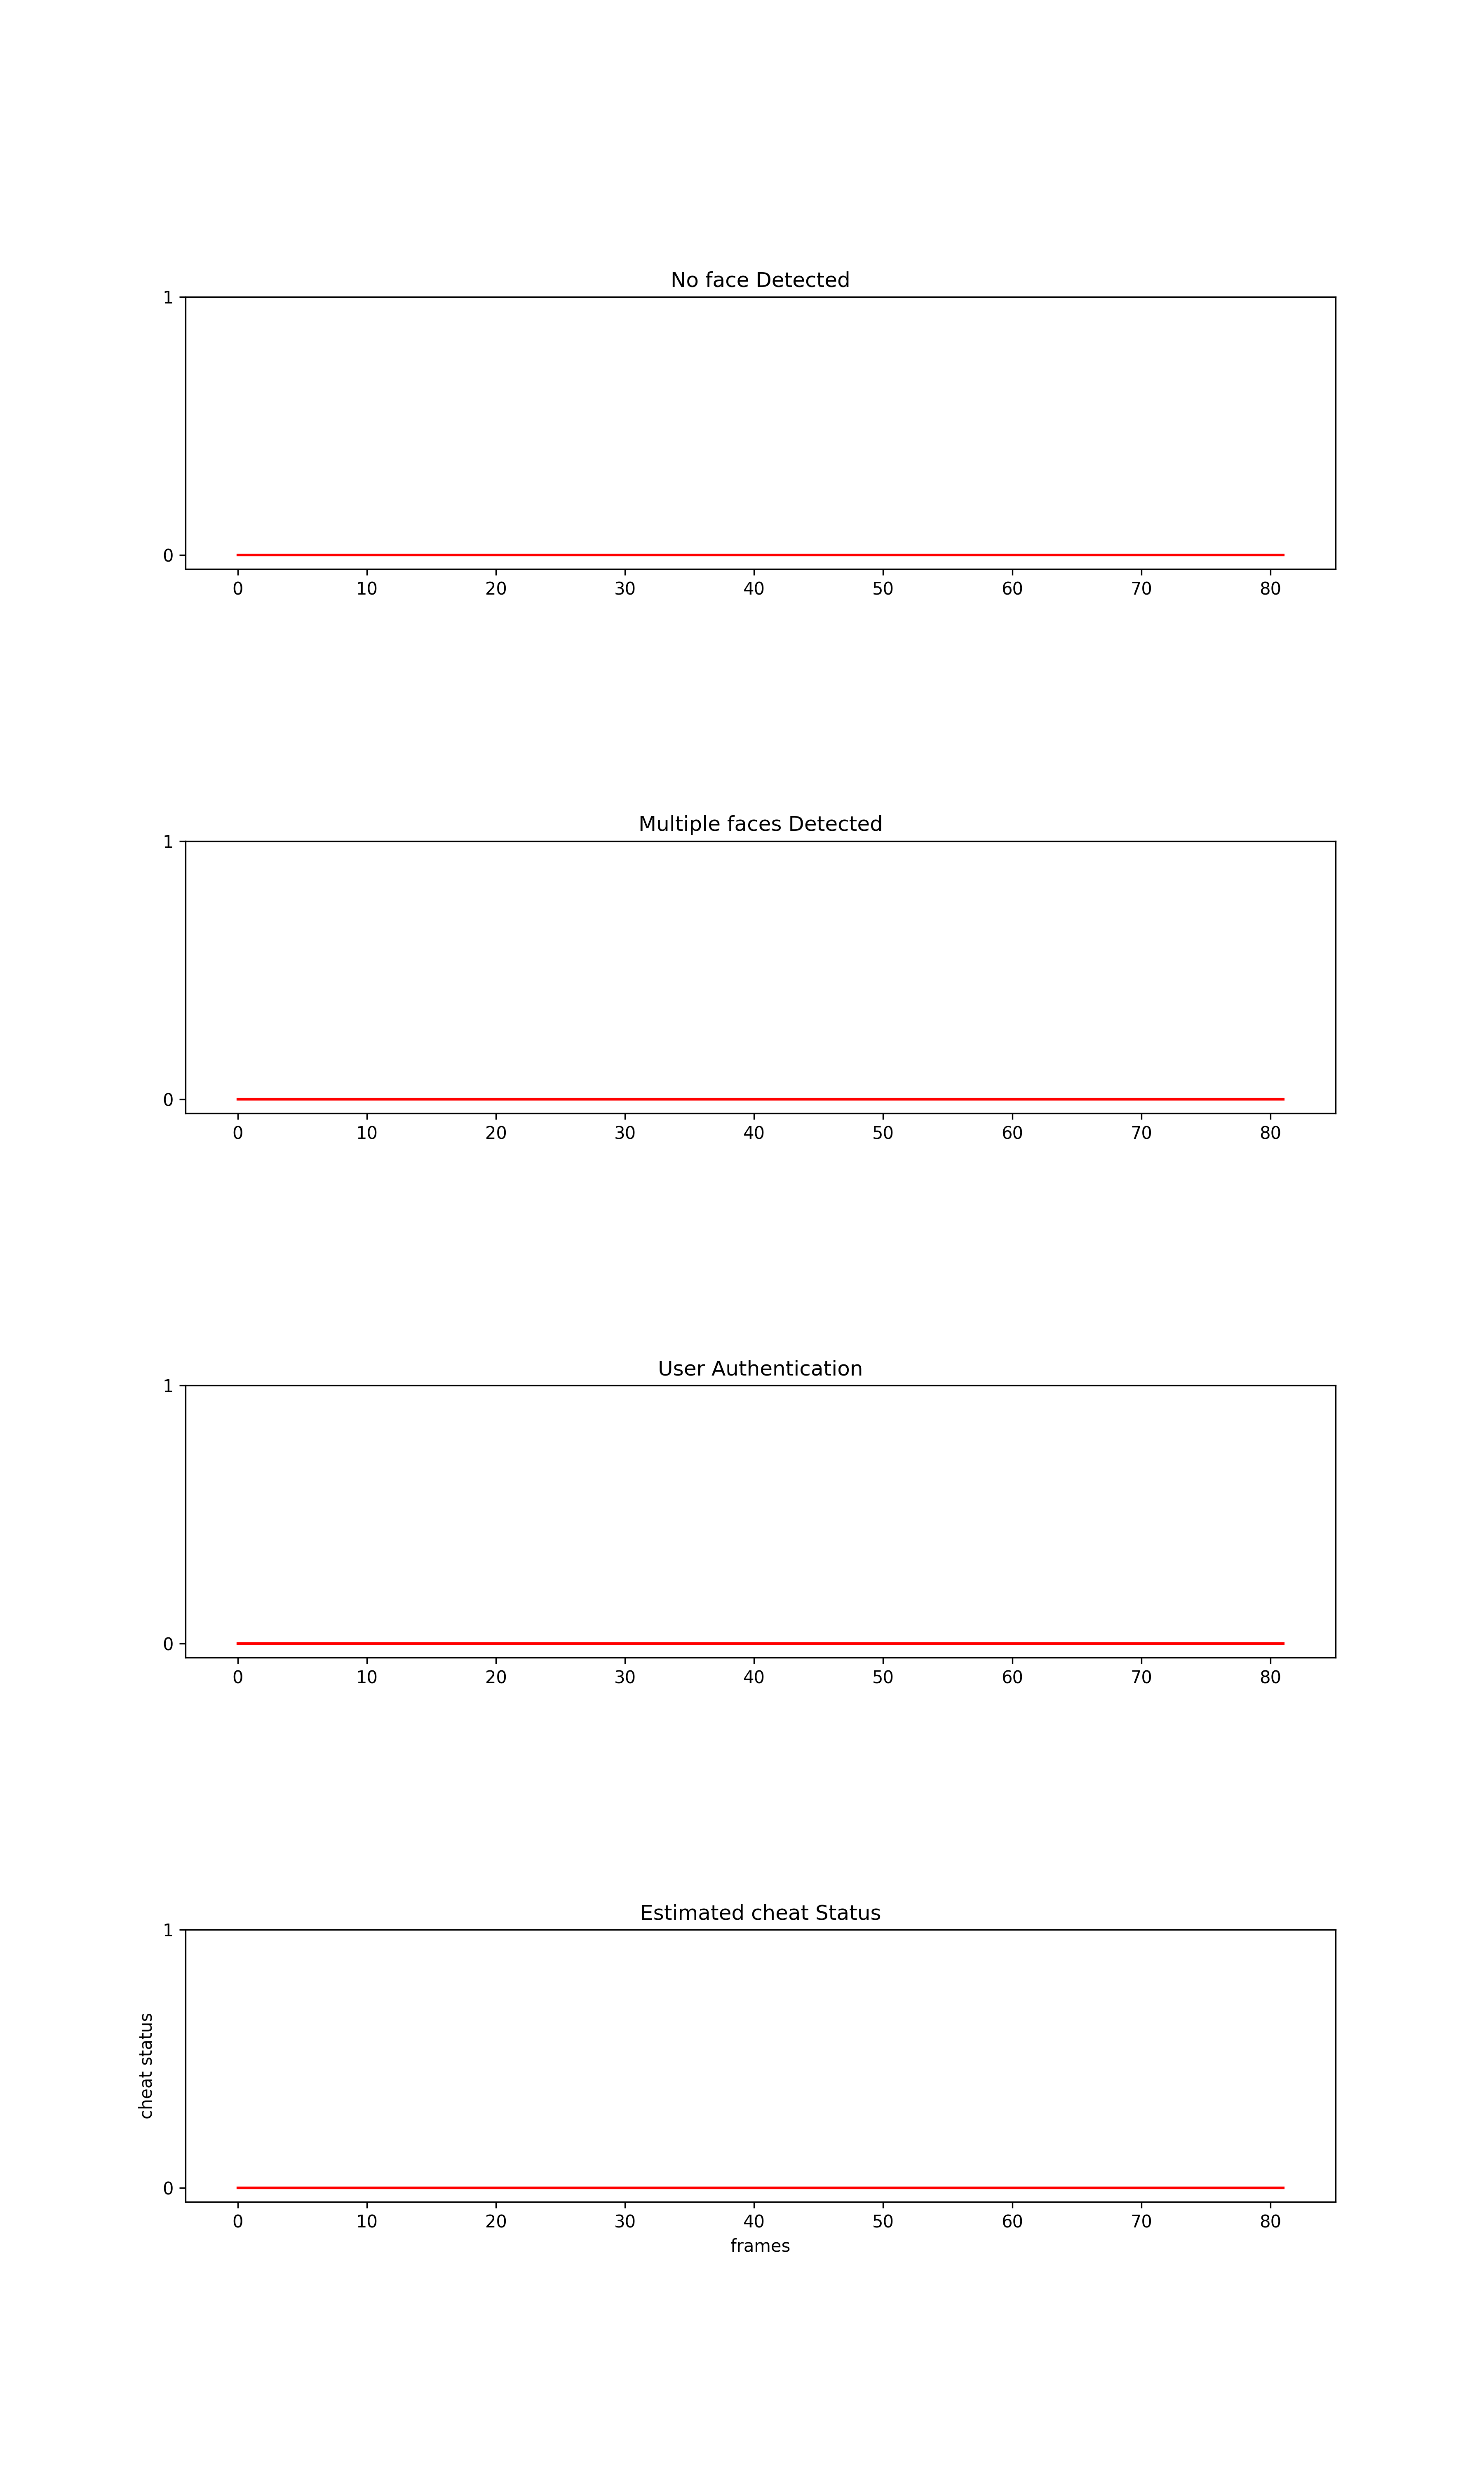 No face Detected
1
0
0 10 20 30 40 50 60 70 80
Multiple faces Detected
1
0
0 10 20 30 40 50 60 70 80
User Authentication
1
0
0 10 20 30 40 50 60 70 80
Estimated cheat Status
1
cheat status
0
0 10 20 30 40 50 60 70 80
frames